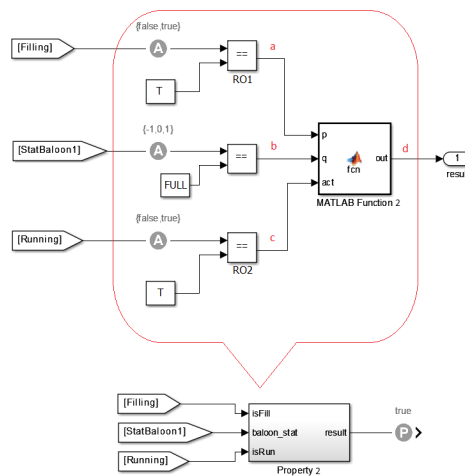 {false,true}
[Filling]
A
==
a
T
RO1
{-1,0,1}
[StatBaloon1]
A
==
b
FULL
p
q
act
fcn
out
MATLAB Function 2
d
1
resu
{false,true}
[Running]
A
==
c
T
RO2
[Filling]
[StatBaloon1]
[Running]
isFill
baloon_stat
isRun
result
Property 2
true
P